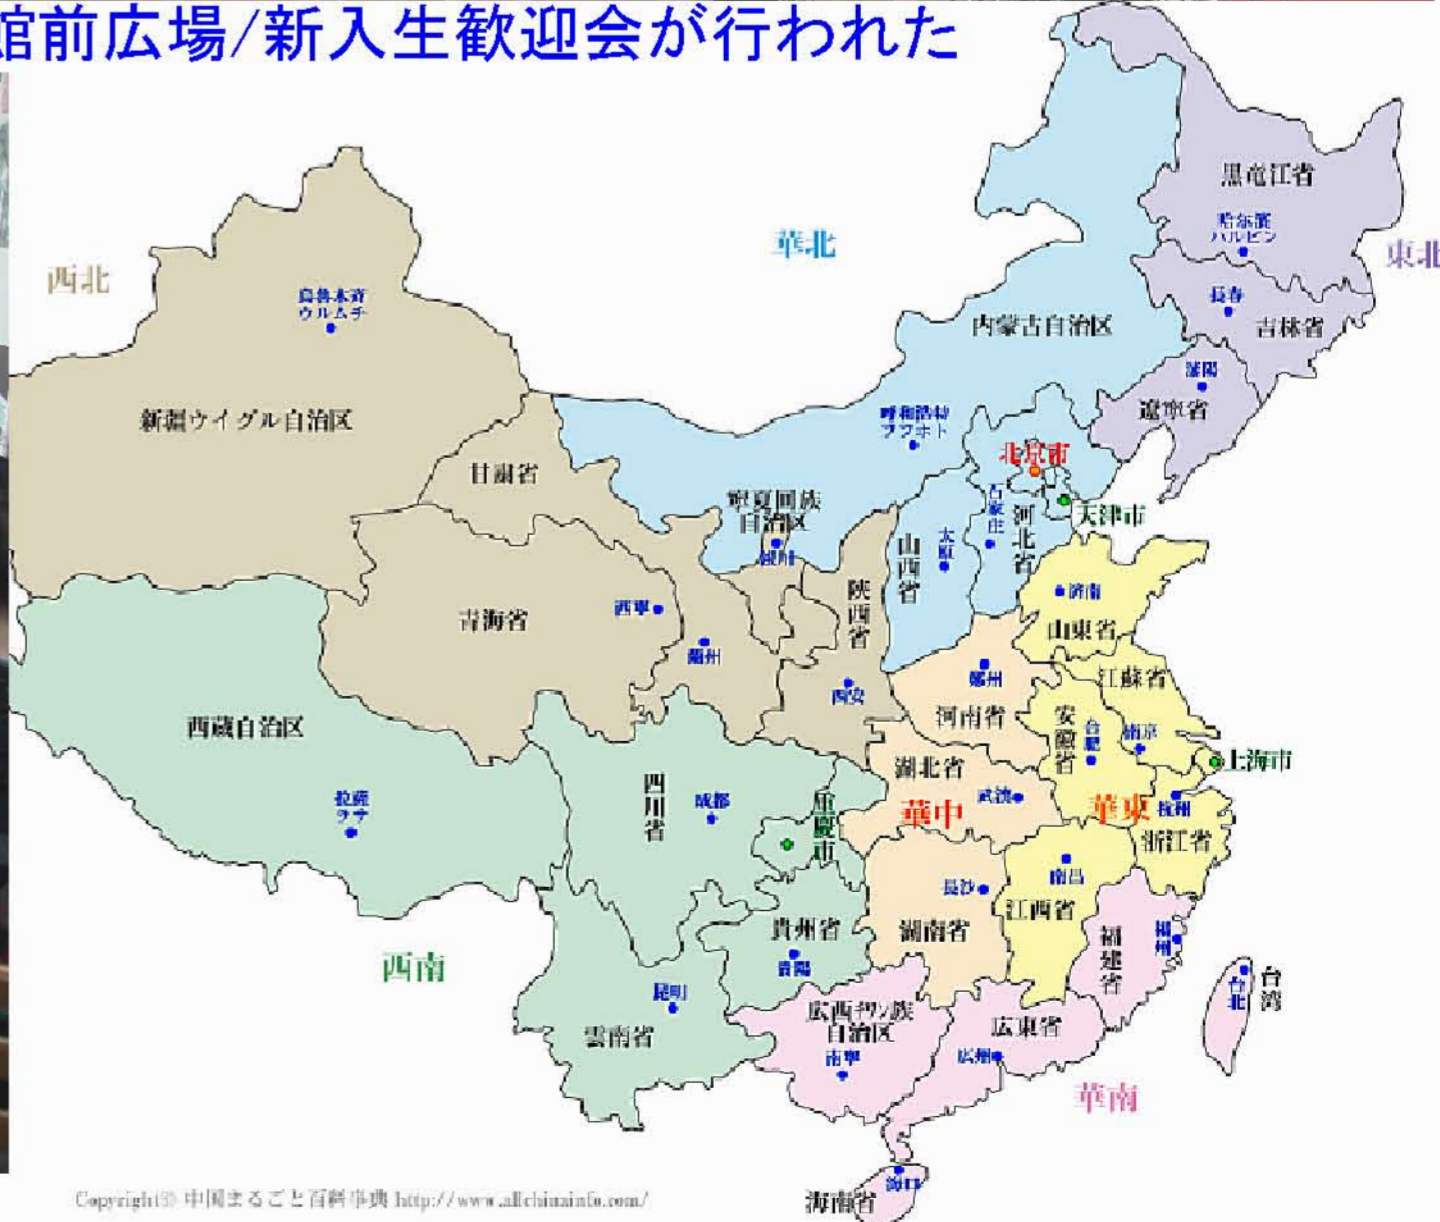 館前広場/新入生歓迎会が行われた
黒竜江省
哈尔濱
ハルビン
華北
東北
西北
烏魯木斉
ウルムチ
長春
吉林省
内蒙古自治区
瀋陽
遼寧省
新疆ウイグル自治区
呼和浩特
フフホト
甘粛省
北京市
寧夏回族
自治区
銀川
石家庄
河北省
天津市
山西省
太原
陝西省
済南
山東省
青海省
西寧
蘭州
西安
鄭州
河南省
江蘇省
安徽省
合肥
南京
上海市
西蔵自治区
拉薩
ラサ
四川省
成都
重慶市
湖北省
武漢
華中
華東
杭州
浙江省
南昌
江西省
長沙
湖南省
貴州省
貴陽
福建省
福州
西南
昆明
雲南省
広西チワン族
自治区
南寧
広東省
広州
台北
台湾
華南
海口
海南省
Copyright© 中国まるごと百科事典 http://www.allchinainfo.com/